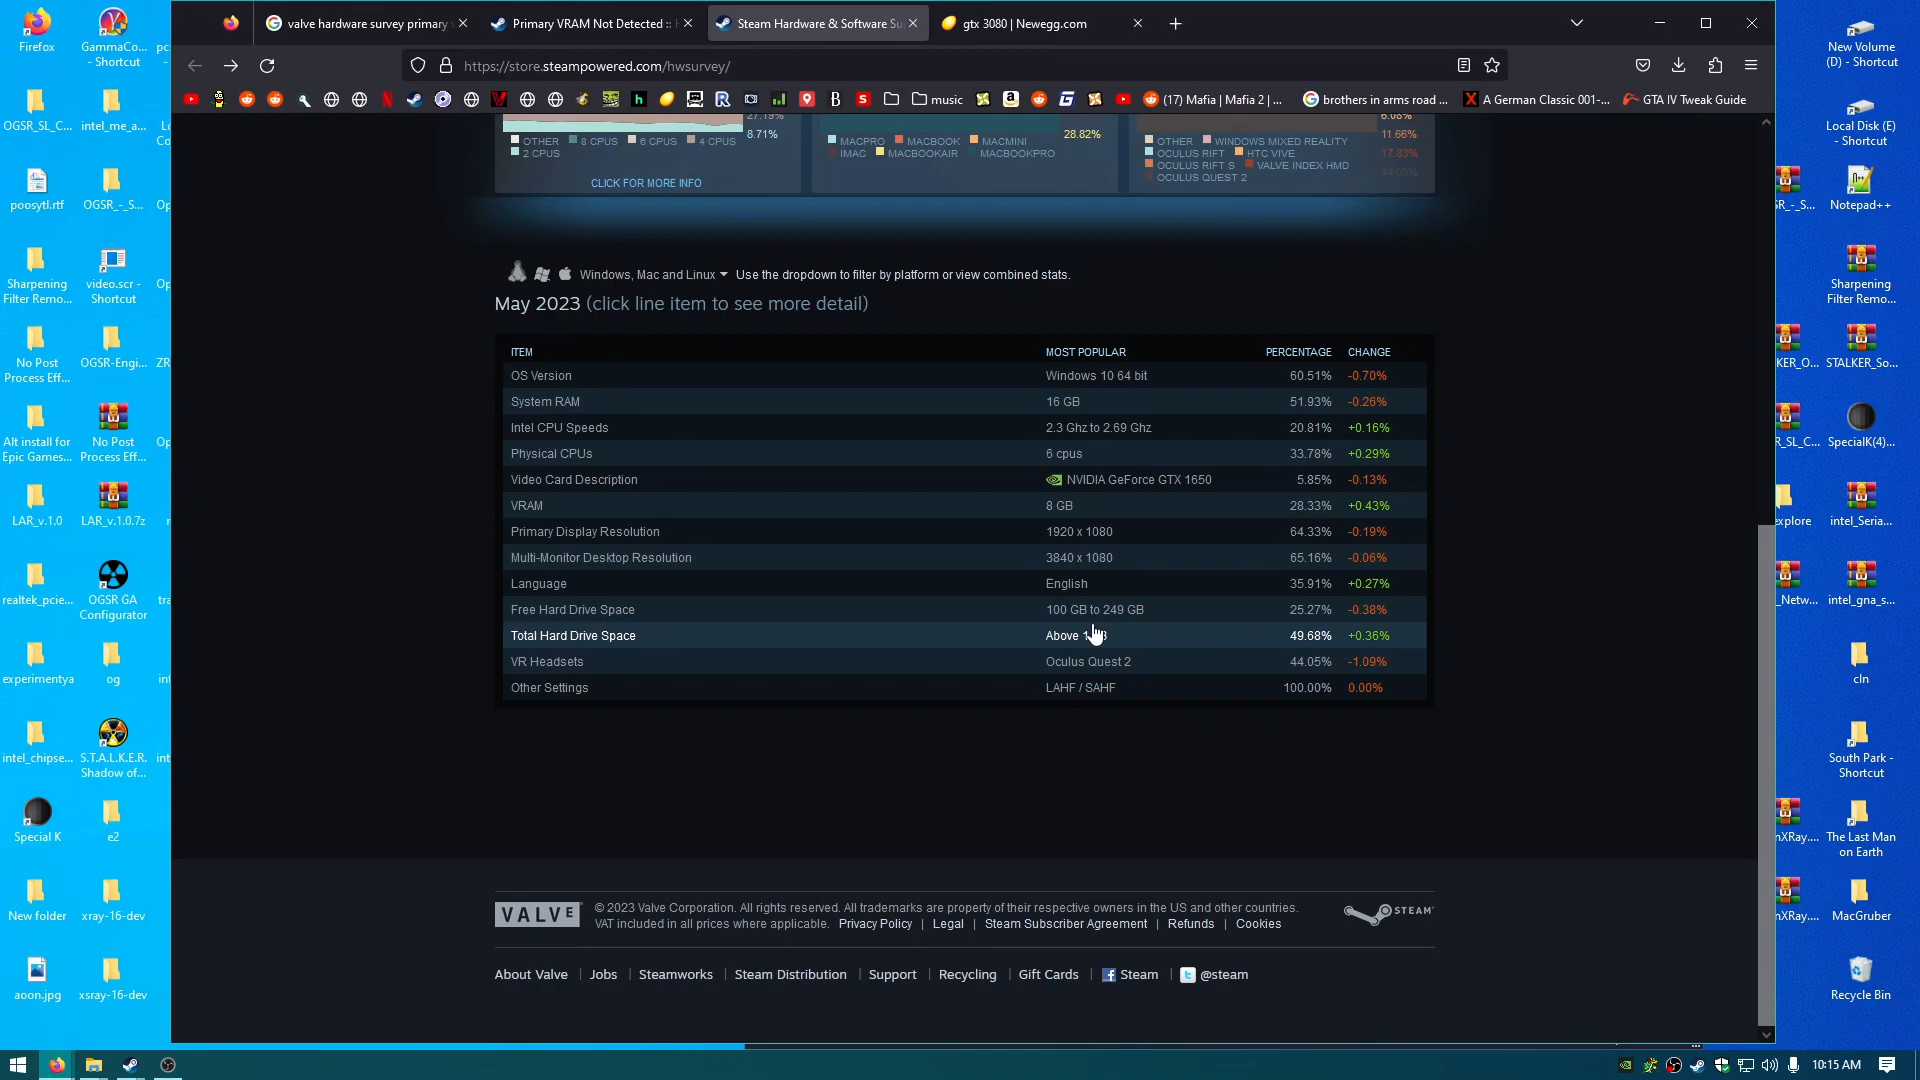 valve hardware survey primary
Primary VRAM Not Detected ::
Steam Hardware & Software Su
gtx 3080 | Newegg.com
https://store.steampowered.com/hwsurvey/
music
(17) Mafia | Mafia 2 | ...
brothers in arms road ...
A German Classic 001-...
GTA IV Tweak Guide
27.19%
8.71%
OTHER 8 CPUS 6 CPUS 4 CPUS
2 CPUS
CLICK FOR MORE INFO
28.82%
MACPRO MACBOOK MACMINI
IMAC MACBOOKAIR MACBOOKPRO
6.08%
11.66%
17.83%
44.05%
OTHER WINDOWS MIXED REALITY
OCULUS RIFT HTC VIVE
OCULUS RIFT S VALVE INDEX HMD
OCULUS QUEST 2
Windows, Mac and Linux Use the dropdown to filter by platform or view combined stats.
May 2023 (click line item to see more detail)
ITEM MOST POPULAR PERCENTAGE CHANGE
OS Version Windows 10 64 bit 60.51% -0.70%
System RAM 16 GB 51.93% -0.26%
Intel CPU Speeds 2.3 Ghz to 2.69 Ghz 20.81% +0.16%
Physical CPUs 6 cpus 33.78% +0.29%
Video Card Description NVIDIA GeForce GTX 1650 5.85% -0.13%
VRAM 8 GB 28.33% +0.43%
Primary Display Resolution 1920 x 1080 64.33% -0.19%
Multi-Monitor Desktop Resolution 3840 x 1080 65.16% -0.06%
Language English 35.91% +0.27%
Free Hard Drive Space 100 GB to 249 GB 25.27% -0.38%
Total Hard Drive Space Above 49.68% +0.36%
VR Headsets Oculus Quest 2 44.05% -1.09%
Other Settings LAHF / SAHF 100.00% 0.00%
VALVE
© 2023 Valve Corporation. All rights reserved. All trademarks are property of their respective owners in the US and other countries.
VAT included in all prices where applicable. Privacy Policy | Legal | Steam Subscriber Agreement | Refunds | Cookies
STEAM
About Valve | Jobs | Steamworks | Steam Distribution | Support | Recycling | Gift Cards | Steam | @steam
Firefox
GammaCo... - Shortcut
OGSR_SL_C...
intel_me_a...
poosytl.rtf
OGSR_-_S...
Sharpening Filter Remo...
video.scr - Shortcut
No Post Process Eff...
OGSR-Engi...
Alt install for Epic Games...
No Post Process Eff...
LAR_v.1.0
LAR_v.1.0.7z
realtek_pcie...
OGSR GA Configurator
experimentya
og
intel_chipse...
S.T.A.L.K.E.R. Shadow of...
Special K
e2
New folder
xray-16-dev
aoon.jpg
xsray-16-dev
New Volume (D) - Shortcut
Local Disk (E) - Shortcut
SR_-_S...
Notepad++
Sharpening Filter Remo...
KER_O...
STALKER_So...
R_SL_C...
SpecialK(4)...
explore
intel_Seria...
_Netw...
intel_gna_s...
cln
South Park - Shortcut
nXRay....
The Last Man on Earth
nXRay....
MacGruber
Recycle Bin
10:15 AM